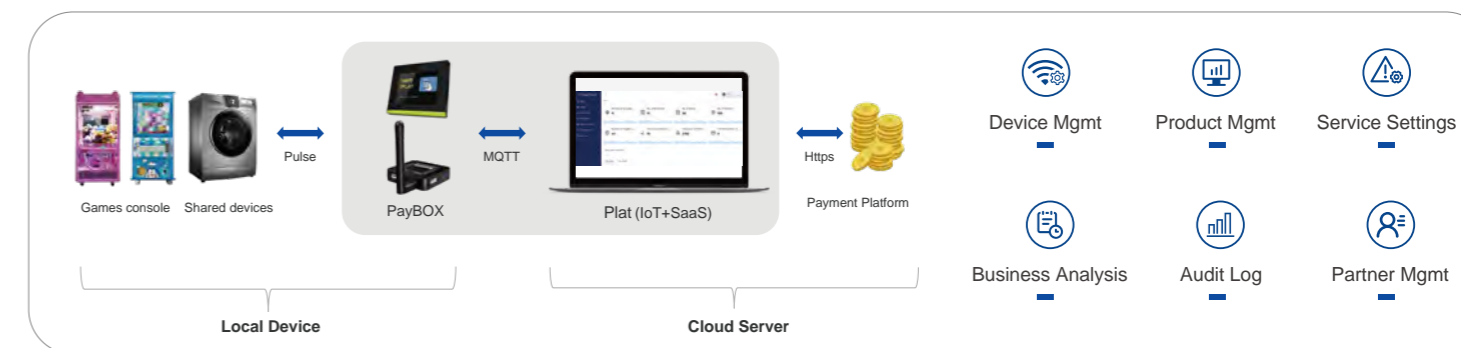 Pulse
MQTT
Https
Games console
Shared devices
PayBOX
Plat (IoT+SaaS)
Payment Platform
Local Device
Cloud Server
Device Mgmt
Product Mgmt
Service Settings
Business Analysis
Audit Log
Partner Mgmt